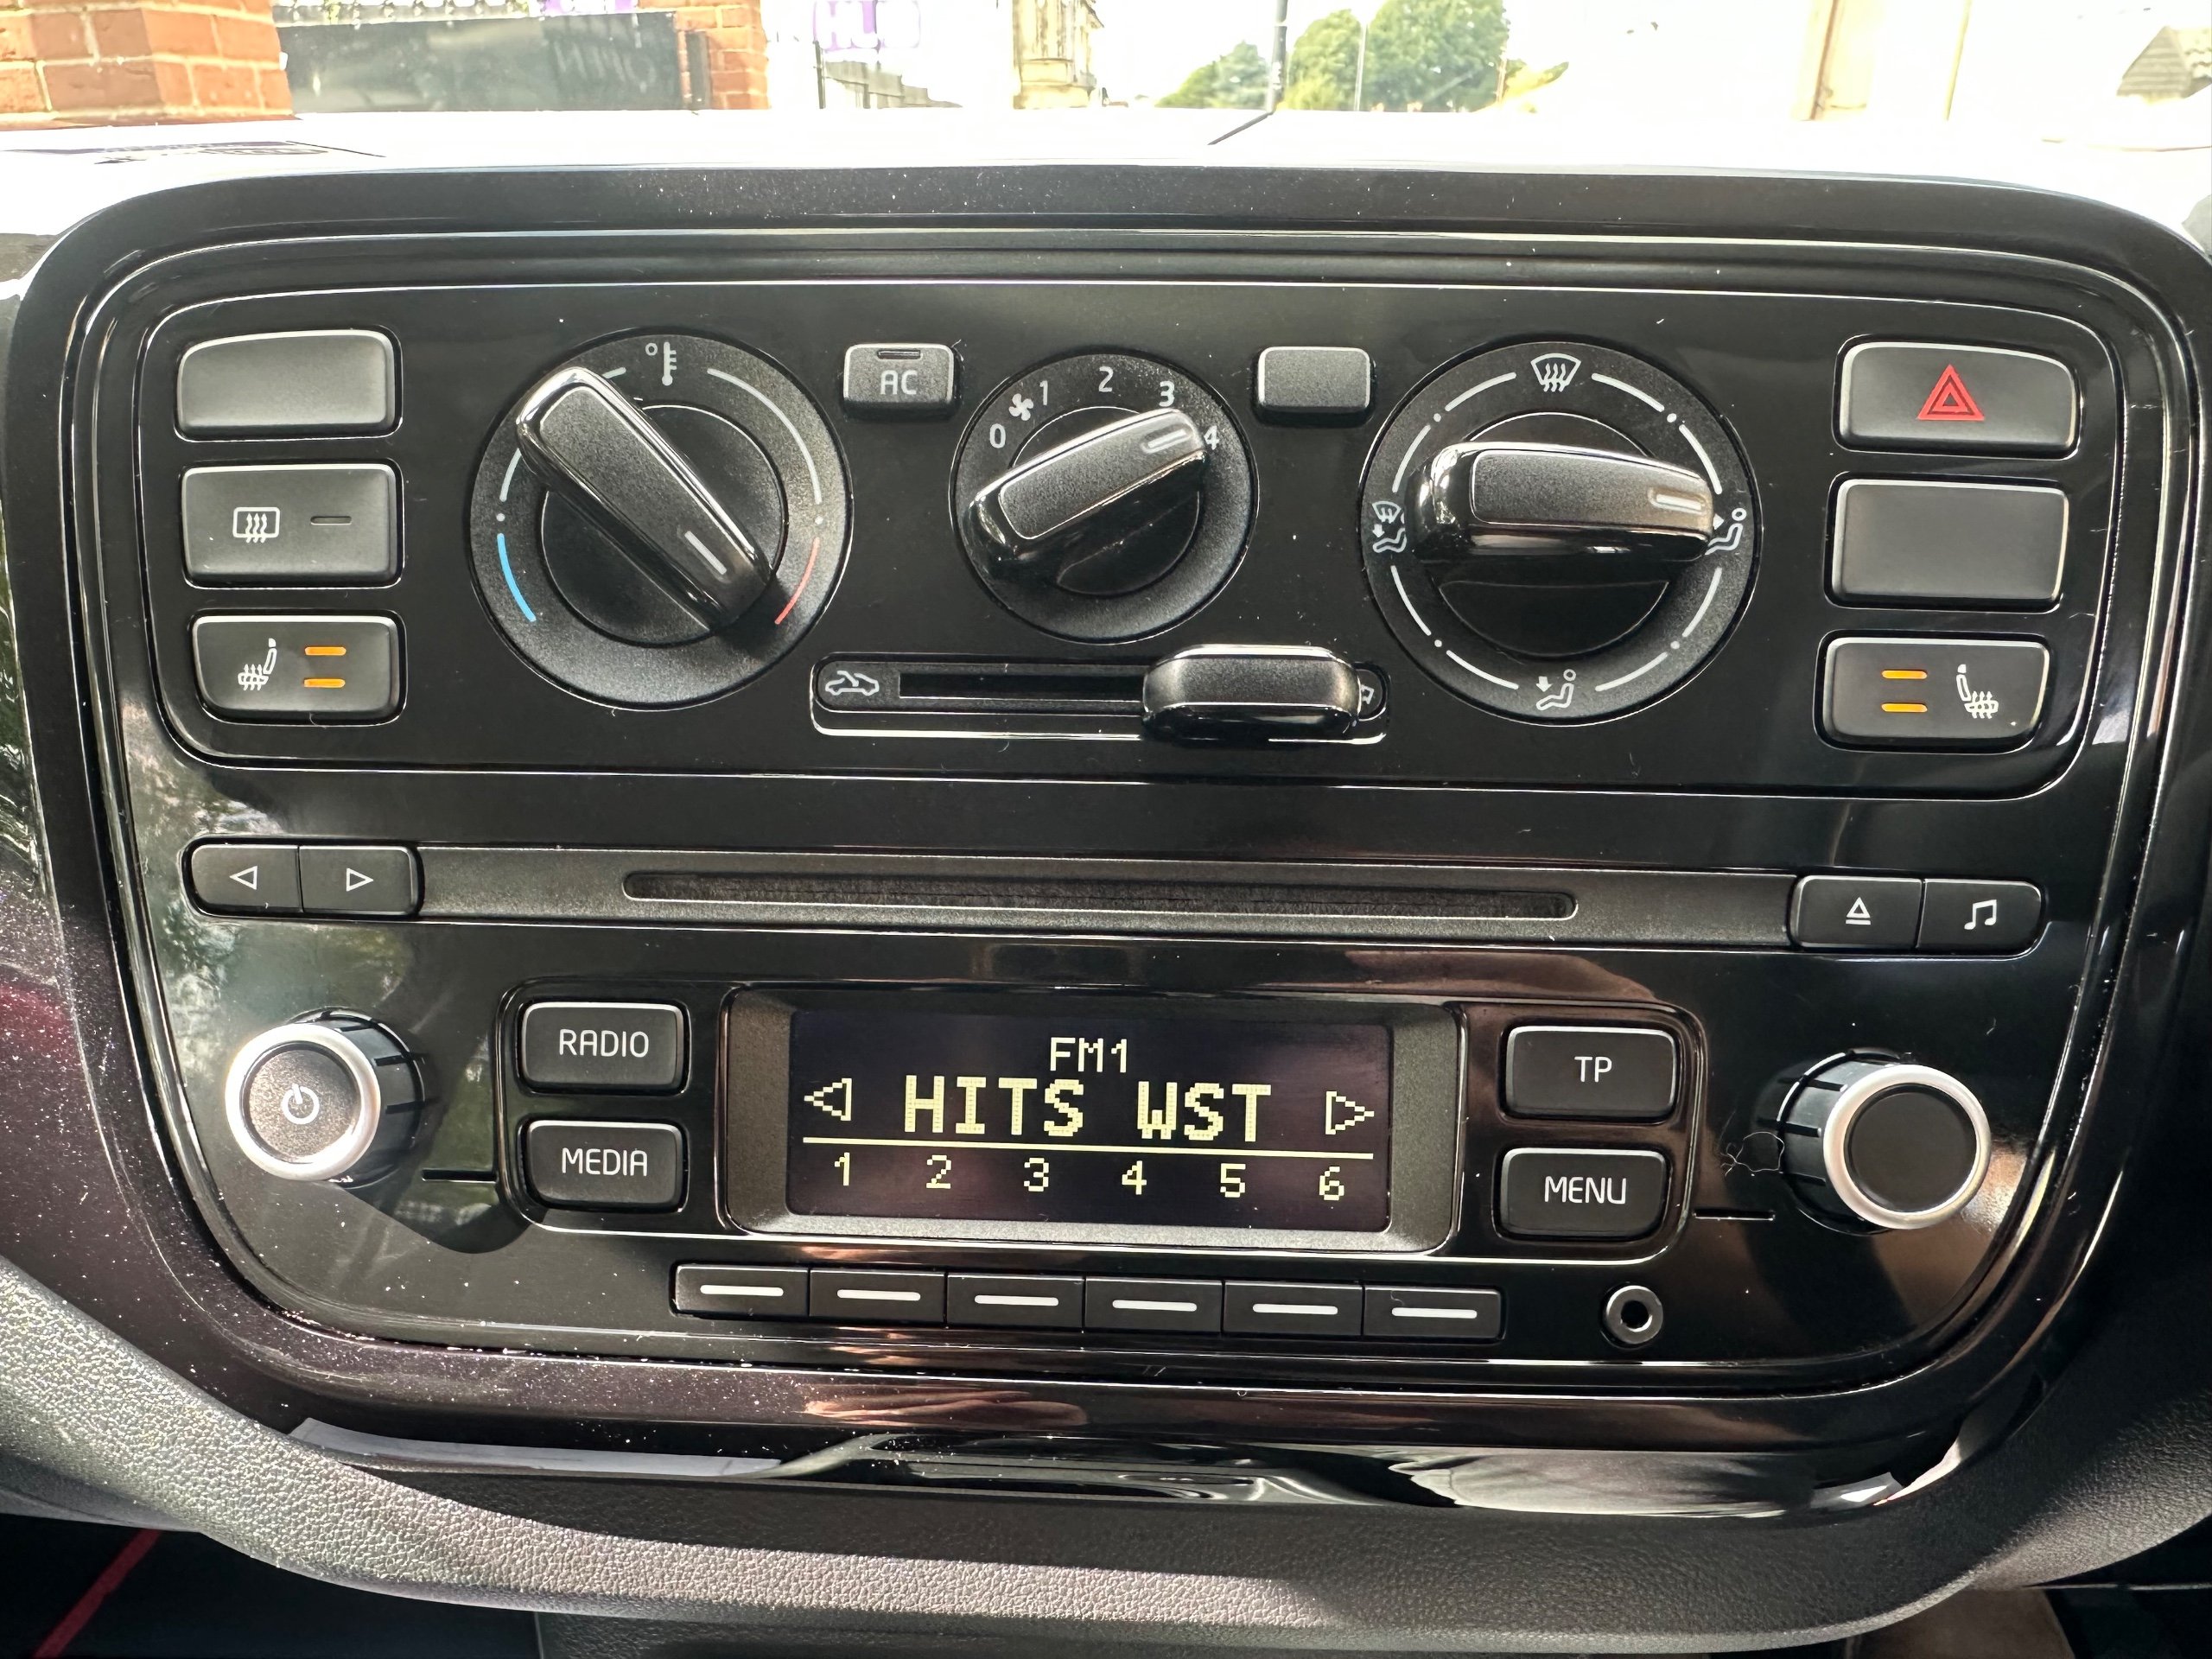 AC
0 1 2 3 4
RADIO
MEDIA
FM1
HITS WST
1 2 3 4 5 6
TP
MENU